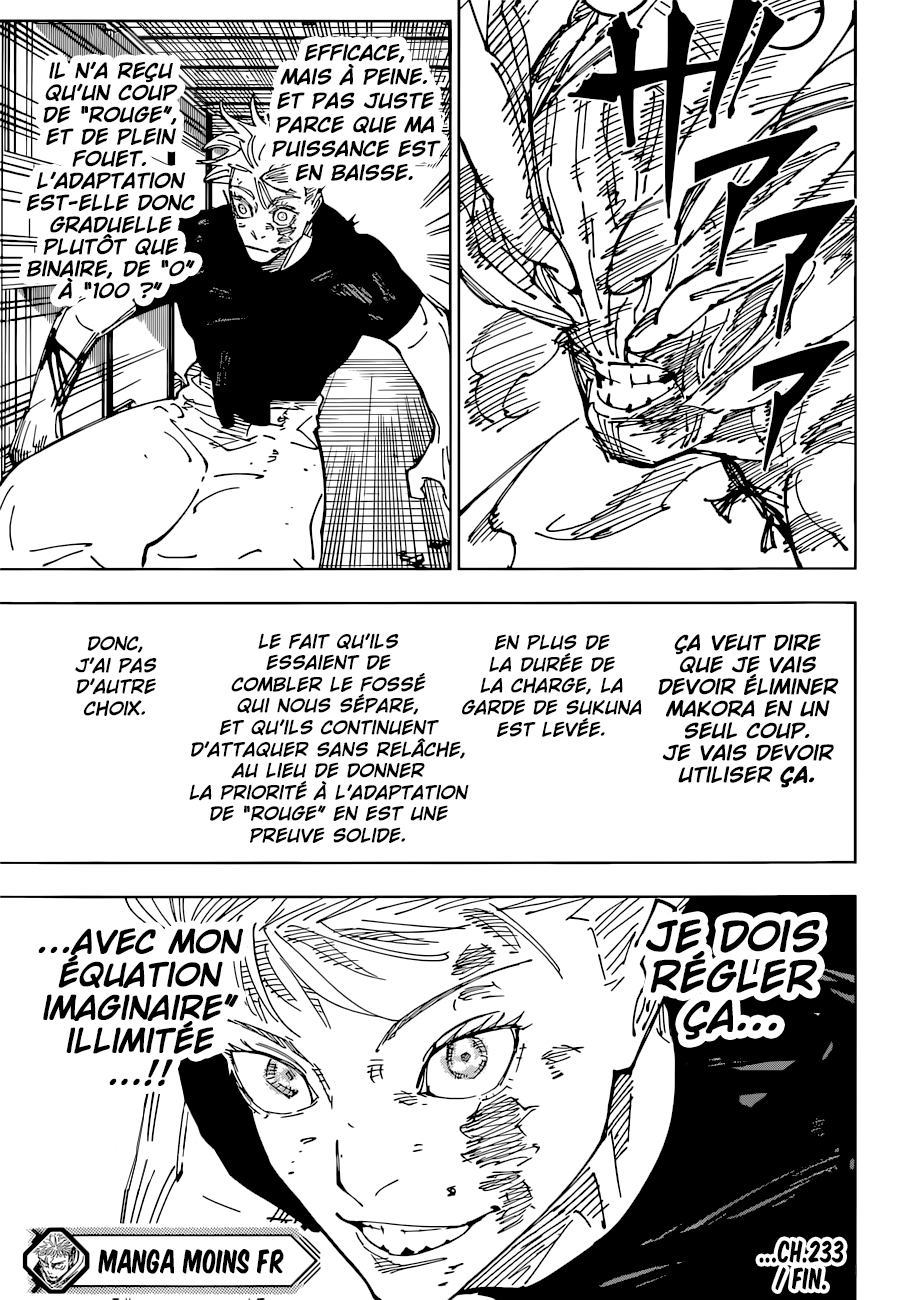 ア
ア
ア
EFFICACE,
MAIS À PEINE.
ET PAS JUSTE
PARCE QUE MA
PUISSANCE EST
EN BAISSE.
IL N'A REÇU
QU'UN COUP
DE "ROUGE",
ET DE PLEIN
FOUET.
L'ADAPTATION
EST-ELLE DONC
GRADUELLE
PLUTÔT QUE
BINAIRE, DE "0"
À "100 ?"
ÇA VEUT DIRE
QUE JE VAIS
DEVOIR ÉLIMINER
MAKORA EN UN
SEUL COUP.
JE VAIS DEVOIR
UTILISER ÇA.
EN PLUS DE
LA DURÉE DE
LA CHARGE, LA
GARDE DE SUKUNA
EST LEVÉE.
LE FAIT QU'ILS
ESSAIENT DE
COMBLER LE FOSSÉ
QUI NOUS SÉPARE,
ET QU'ILS CONTINUENT
D'ATTAQUER SANS RELÂCHE,
AU LIEU DE DONNER
LA PRIORITÉ À L'ADAPTATION
DE "ROUGE" EN EST UNE
PREUVE SOLIDE.
DONC,
J'AI PAS
D'AUTRE
CHOIX.
JE DOIS
RÉGLER
ÇA...
...AVEC MON
ÉQUATION
IMAGINAIRE"
ILLIMITÉE
...!!
MANGA MOINS FR
...CH.233
/ FIN.